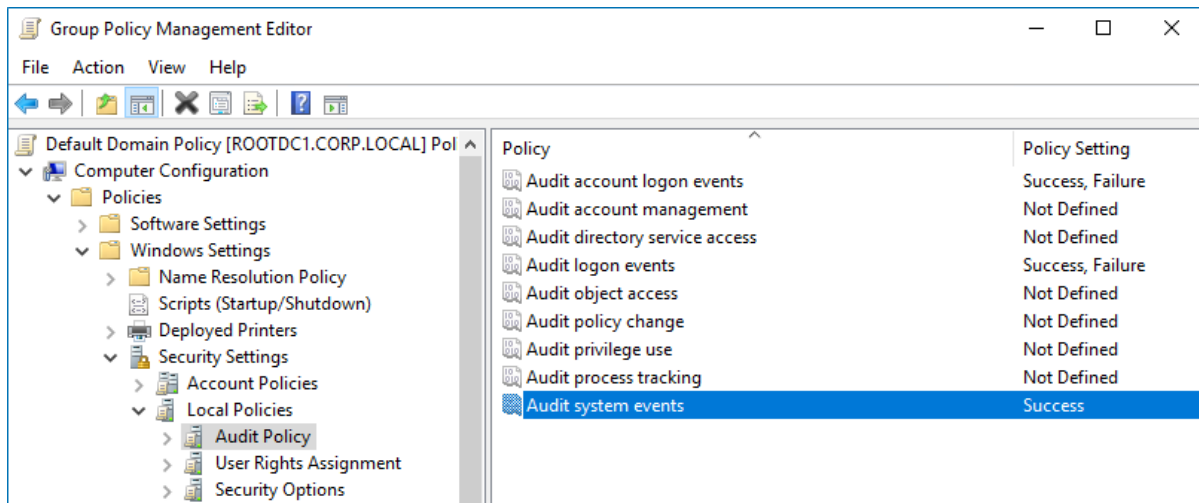 Group Policy Management Editor
File Action View Help
Default Domain Policy [ROOTDC1.CORP.LOCAL] Pol
Computer Configuration
Policies
Software Settings
Windows Settings
Name Resolution Policy
Scripts (Startup/Shutdown)
Deployed Printers
Security Settings
Account Policies
Local Policies
Audit Policy
User Rights Assignment
Security Options
Policy Policy Setting
Audit account logon events Success, Failure
Audit account management Not Defined
Audit directory service access Not Defined
Audit logon events Success, Failure
Audit object access Not Defined
Audit policy change Not Defined
Audit privilege use Not Defined
Audit process tracking Not Defined
Audit system events Success